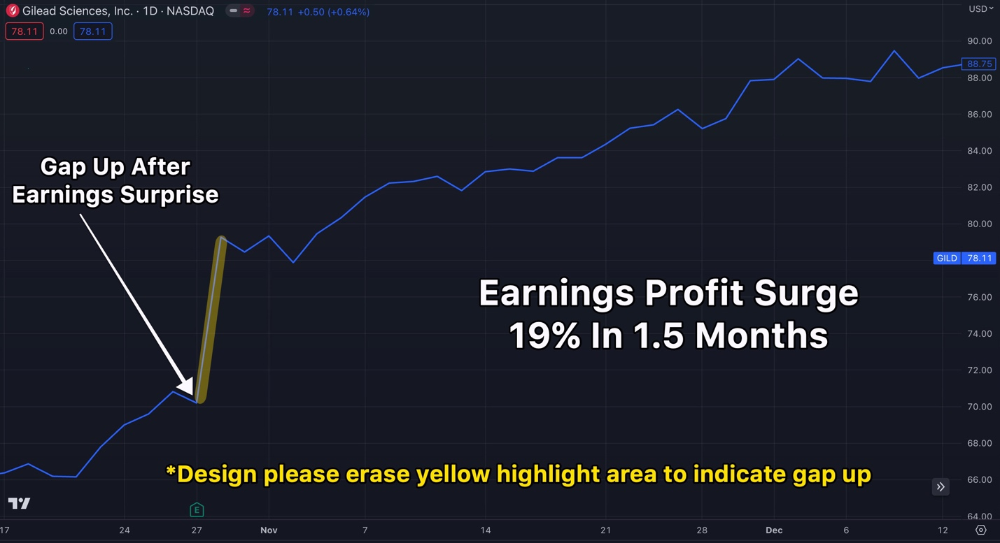 Gilead Sciences, Inc. · 1D · NASDAQ 78.11 +0.50 (+0.64%) USD
78.11 0.00 78.11
90.00
88.75
88.00
86.00
84.00
Gap Up After
Earnings Surprise
82.00
80.00
GILD 78.11
Earnings Profit Surge
19% In 1.5 Months
76.00
74.00
72.00
70.00
68.00
*Design please erase yellow highlight area to indicate gap up
66.00
E
64.00
17 24 27 Nov 7 14 21 28 Dec 6 12